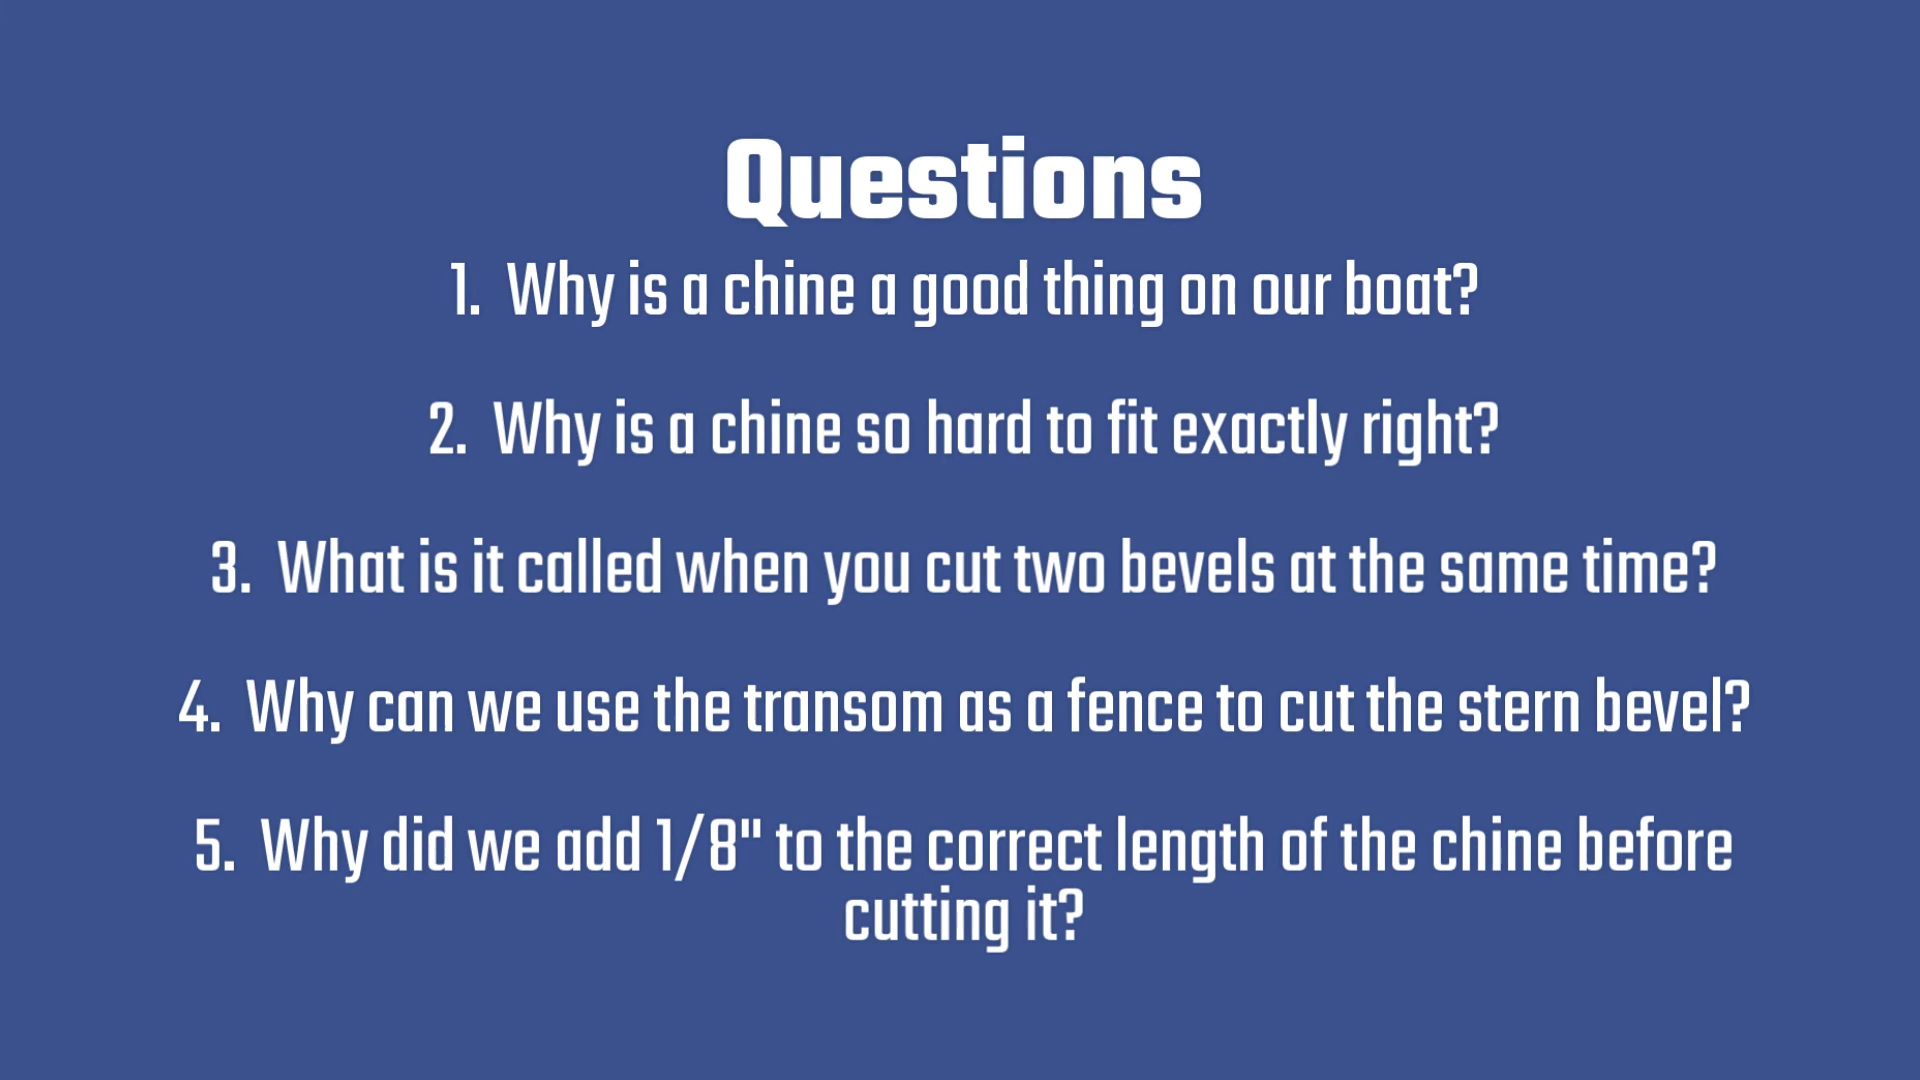 Questions
1. Why is a chine a good thing on our boat?
2. Why is a chine so hard to fit exactly right?
3. What is it called when you cut two bevels at the same time?
4. Why can we use the transom as a fence to cut the stern bevel?
5. Why did we add 1/8" to the correct length of the chine before
cutting it?